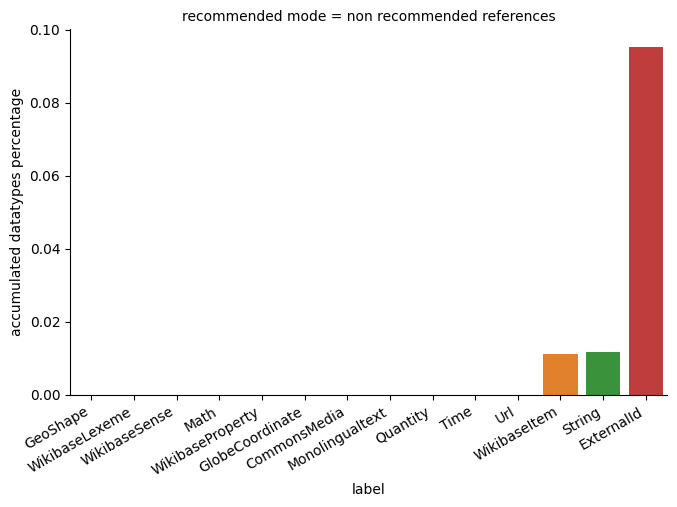 recommended mode = non recommended references
0.10
0.08
0.06
0.04
0.02
0.00
accumulated datatypes percentage
GeoShape
WikibaseLexeme
WikibaseSense
Math
WikibaseProperty
GlobeCoordinate
CommonsMedia
Monolingualtext
Quantity
Time
Url
WikibaseItem
String
ExternalId
label